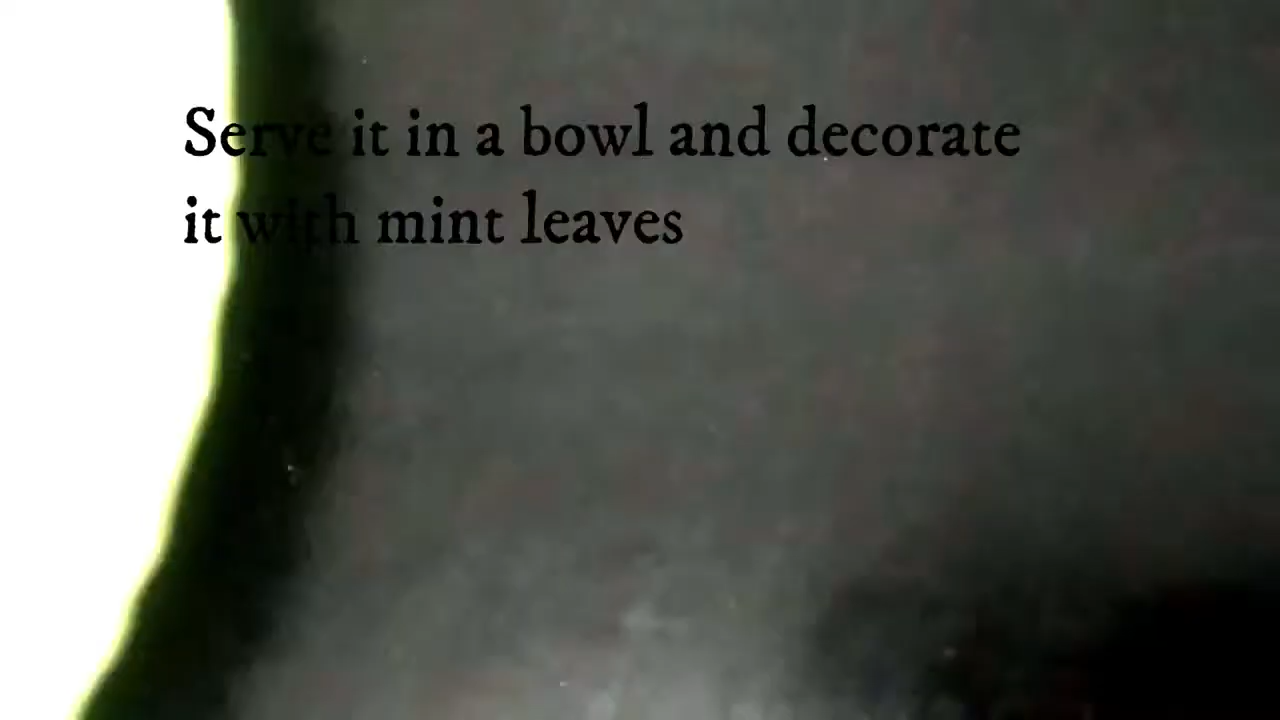 Serve it in a bowl and decorate
it with mint leaves